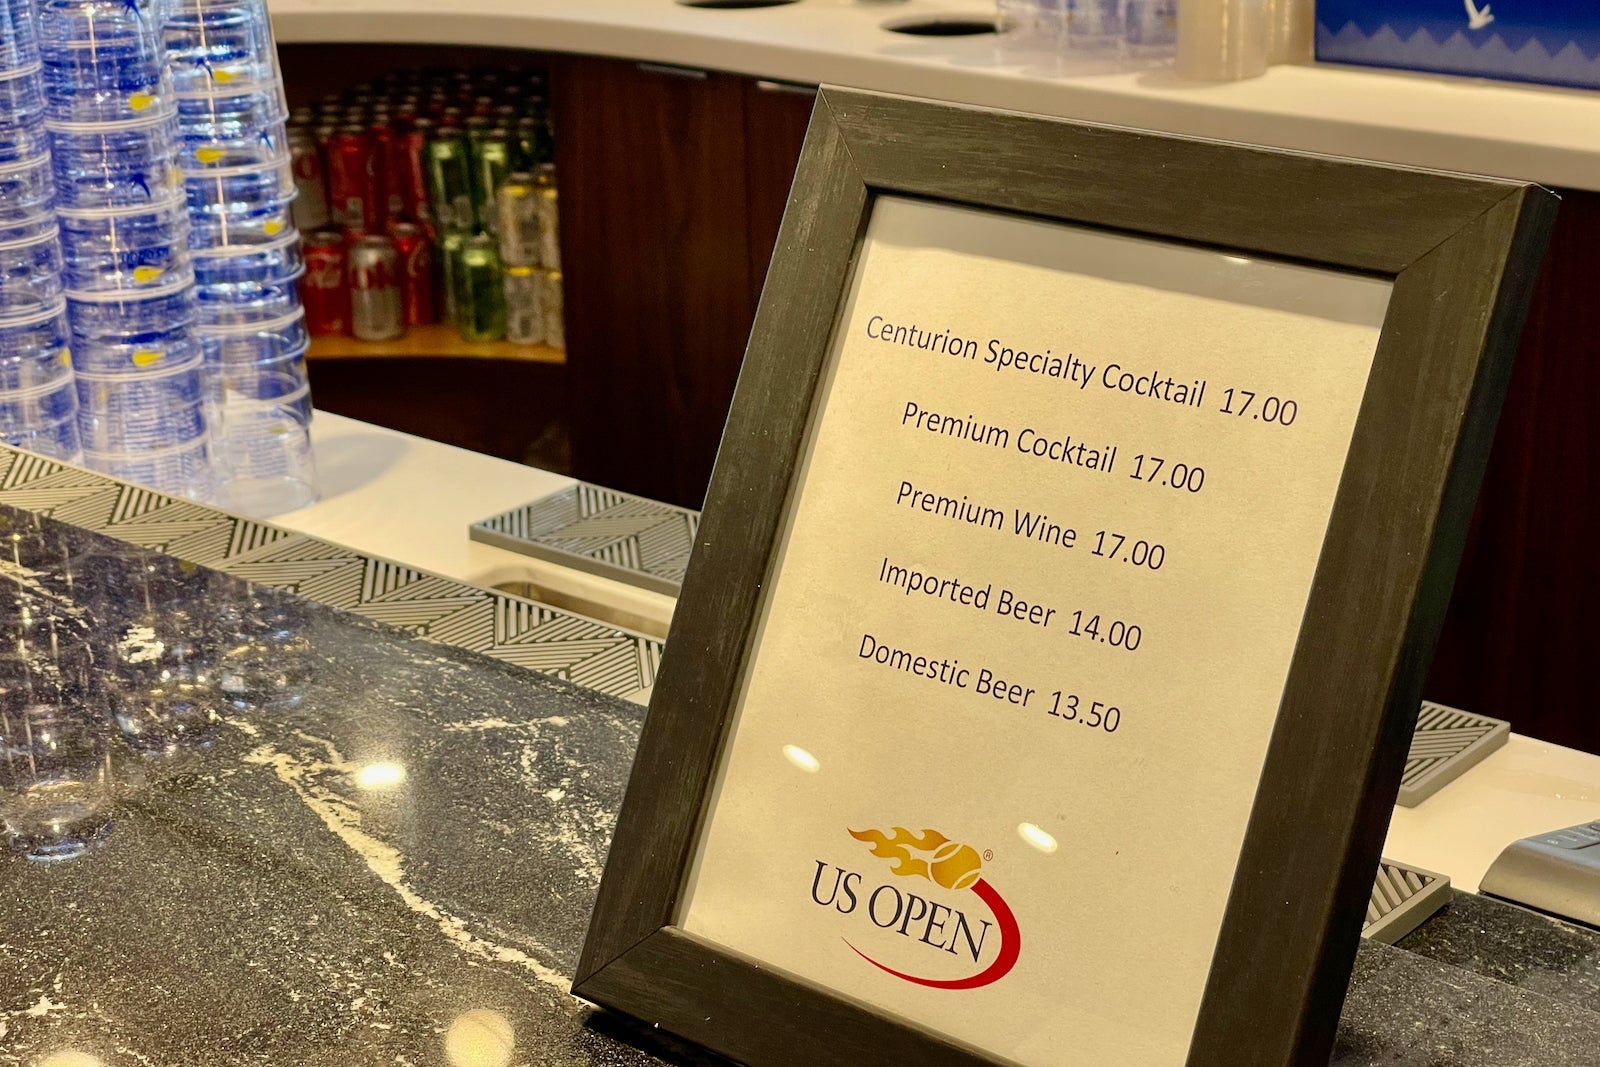 Centurion Specialty Cocktail 17.00
Premium Cocktail 17.00
Premium Wine 17.00
Imported Beer 14.00
Domestic Beer 13.50
®
US OPEN